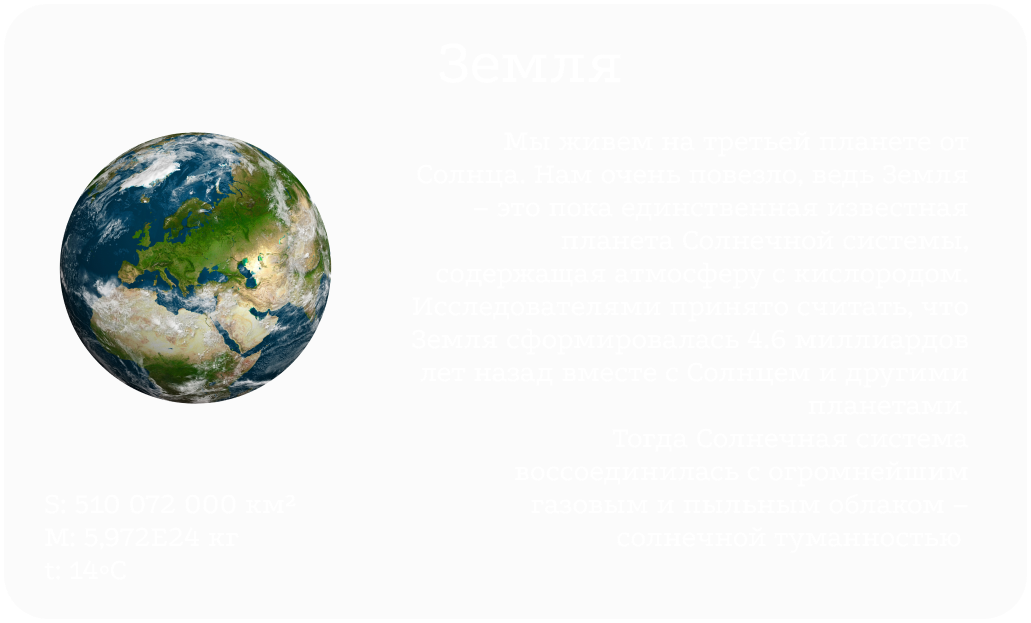 Земля
Мы живем на третьей планете от
Солнца. Нам очень повезло, ведь Земля
– это пока единственная известная
планета Солнечной системы,
содержащая атмосферу с кислородом.
Исследователями принято считать, что
Земля сформировалась 4.6 миллиардов
лет назад вместе с Солнцем и другими
планетами.
Тогда Солнечная система
воссоединилась с огромнейшим
газовым и пыльным облаком –
солнечной туманностью
S: 510 072 000 км²
М: 5,972E24 кг
t: 14°C